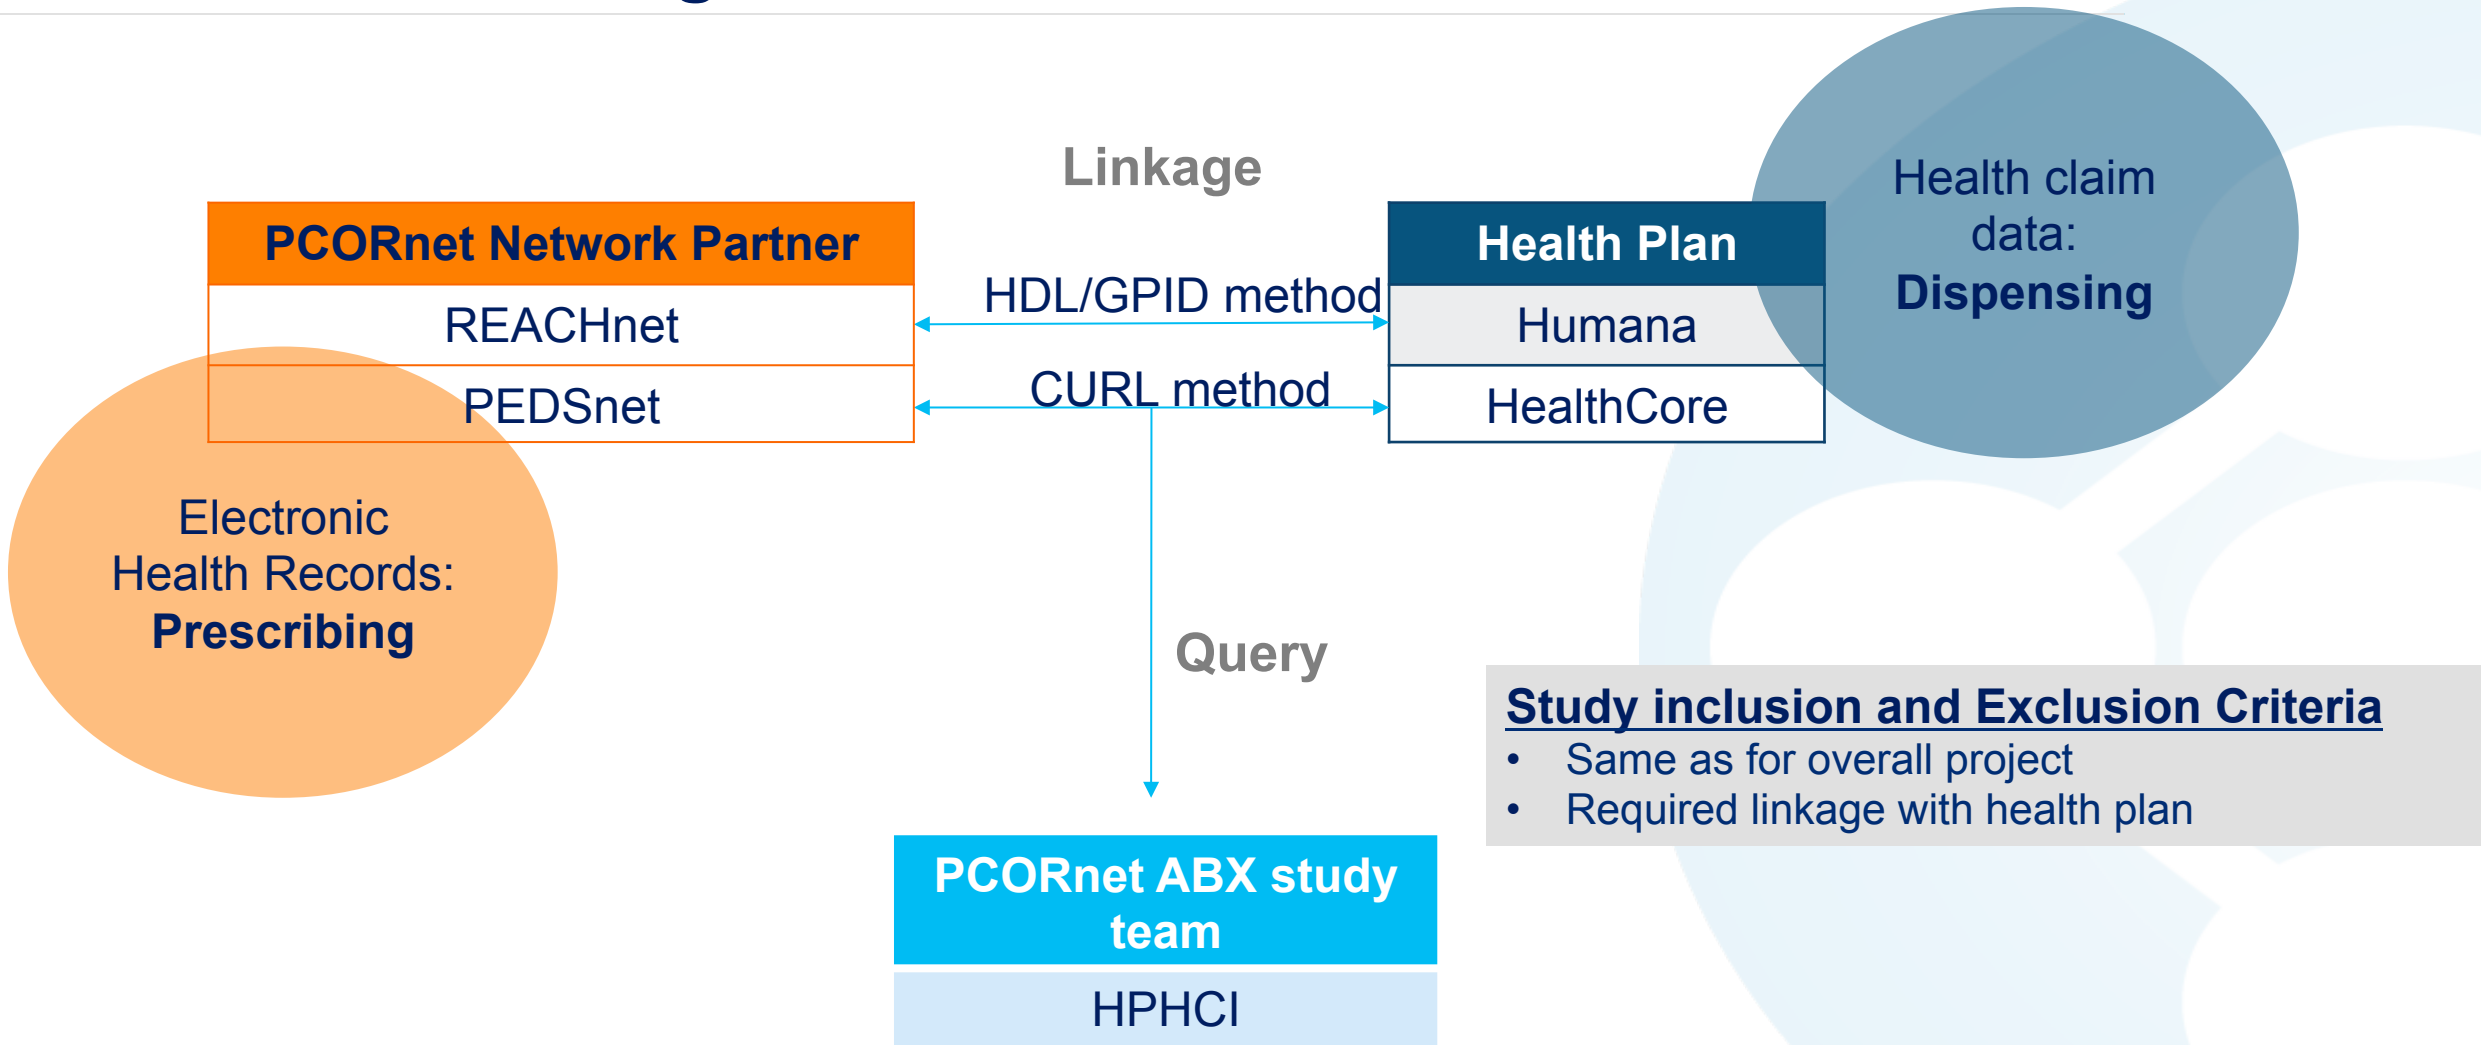 Linkage
PCORnet Network Partner
REACHnet
PEDSnet
HDL/GPID method
CURL method
Health Plan
Humana
HealthCore
Health claim
data:
Dispensing
Electronic
Health Records:
Prescribing
Query
Study inclusion and Exclusion Criteria
• Same as for overall project
• Required linkage with health plan
PCORnet ABX study
team
HPHCI